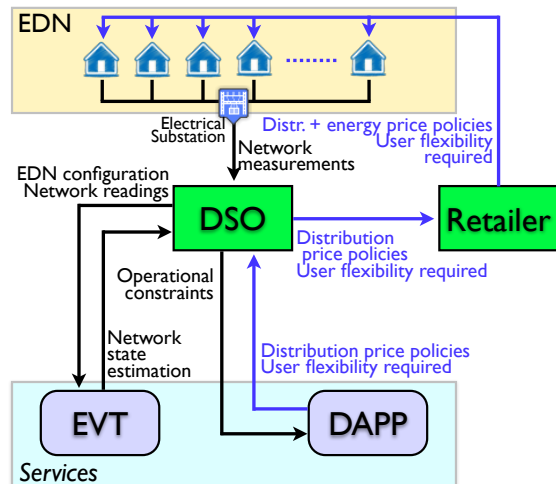 EDN
Electrical
Substation
Distr. + energy price policies
User flexibility
required
Network
measurements
EDN configuration
Network readings
DSO
Retailer
Distribution
price policies
User flexibility required
Operational
constraints
Network
state
estimation
Distribution price policies
User flexibility required
EVT
DAPP
Services